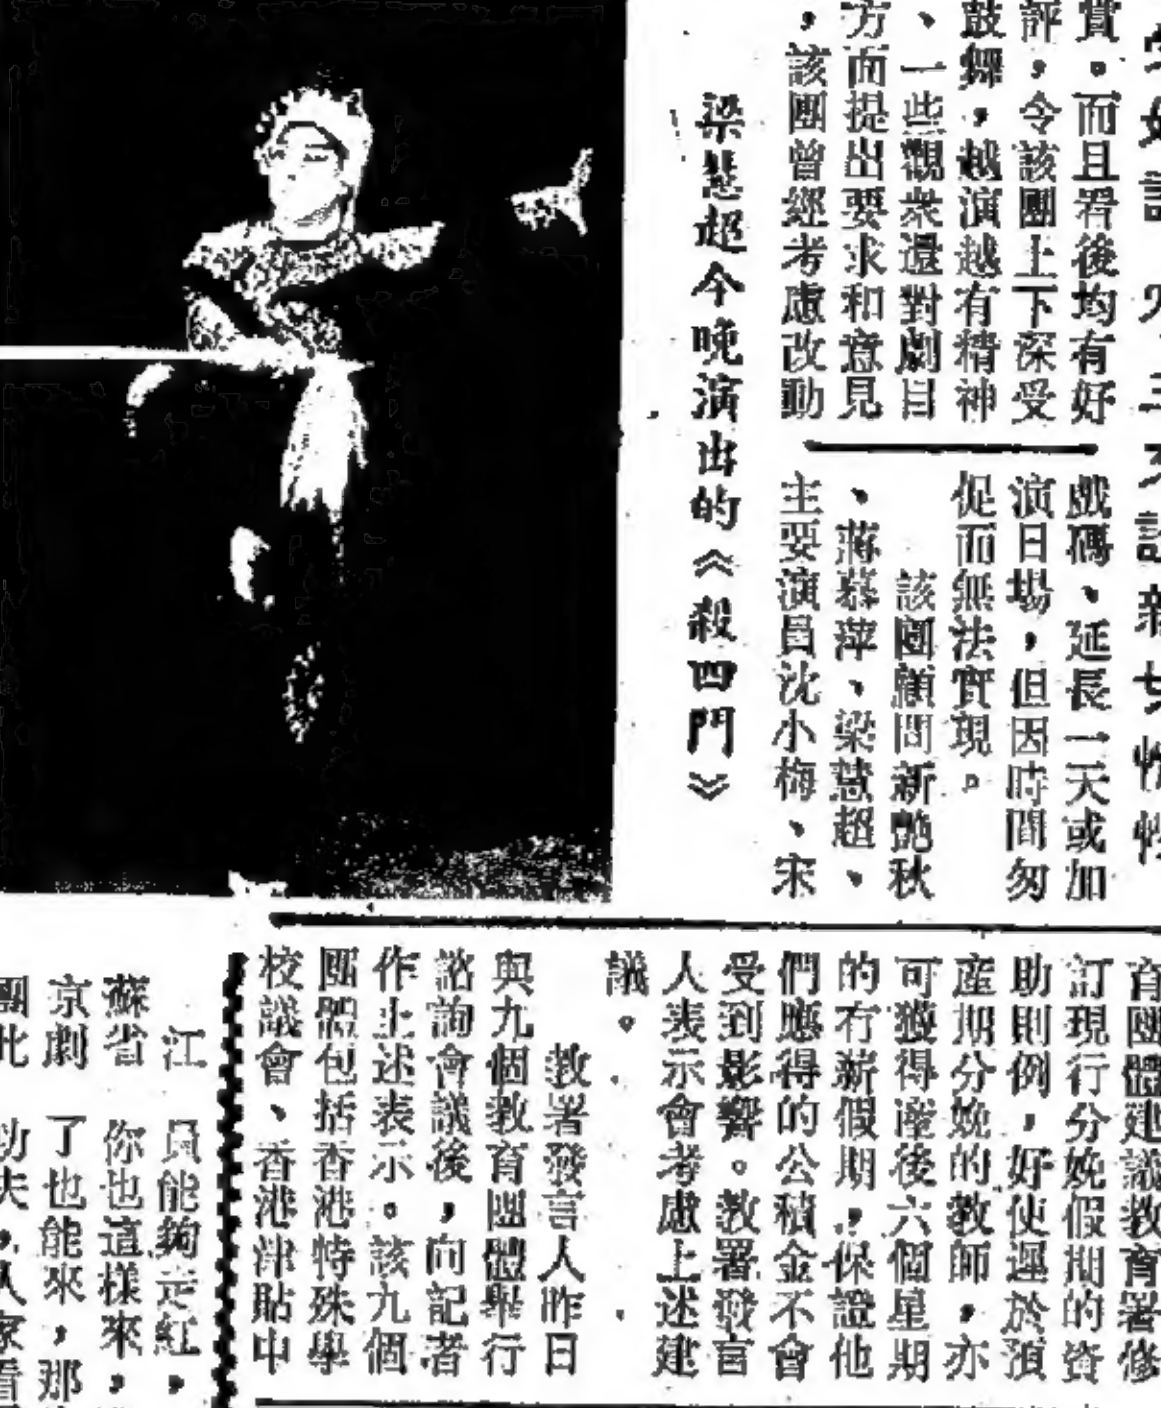 賞。而且看後均有好
評，令該團上下深受
鼓舞，越演越有精神
、一些觀衆還對劇目
方面提出要求和意見
，該團曾經考慮改動
戲碼、延長一天或加
演日場，但因時間匆
促而無法實現。
該團顧問新艷秋
、蔣慕萍、梁慧超、
主要演員沈小梅、宋
梁慧超今晚演出的《殺四門》
育團體建議教育署修
訂現行分娩假期的資
助則例，好使遲於預
産期分娩的教師，亦
可獲得産後六個星期
的有薪假期，保證他
們應得的公積金不會
受到影響。教署發言
人表示會考慮上述建
議。
教署發言人昨日
與九個教育團體舉行
諮詢會議後，向記者
作上述表示。該九個
團體包括香港特殊學
校議會、香港津貼中
江
蘇省
京劇
團北
員能夠走紅，
你也這樣來，
了也能來，那
功夫，人家看